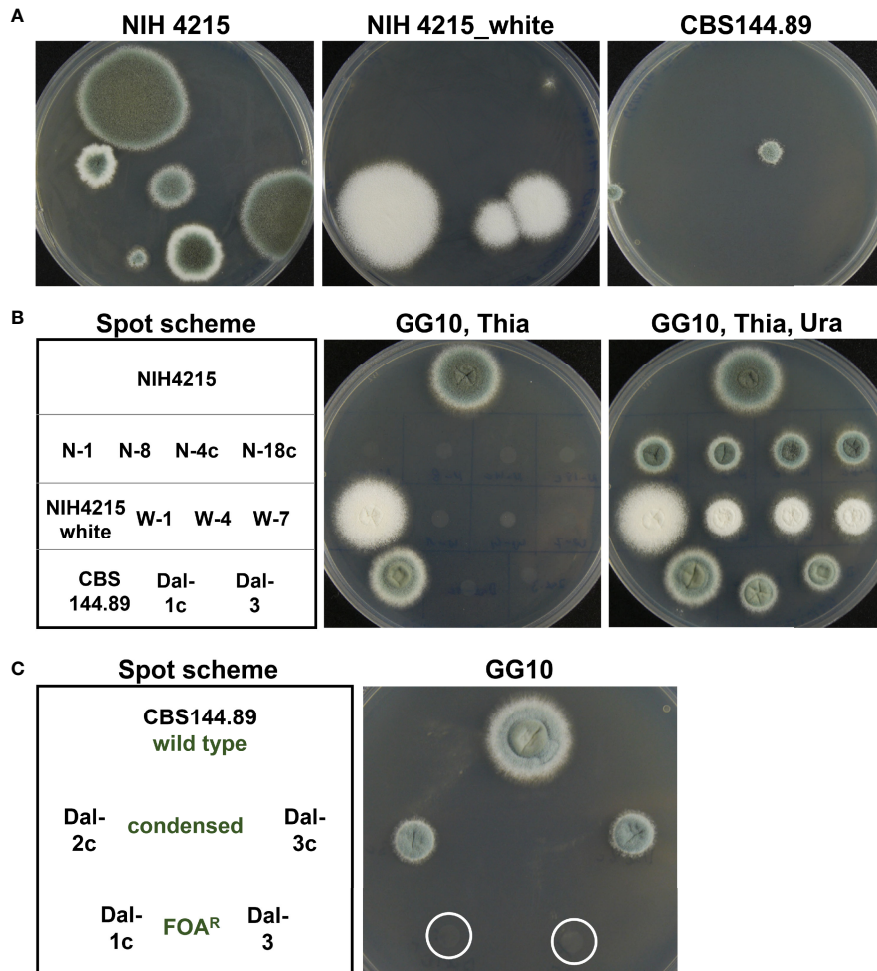 A
NIH 4215
NIH 4215_white
CBS144.89
B
Spot scheme
GG10, Thia
GG10, Thia, Ura
NIH4215
N-1 N-8 N-4c N-18c
NIH4215
white
W-1 W-4 W-7
CBS
144.89
Dal-
1c
Dal-
3
C
Spot scheme
GG10
CBS144.89
wild type
Dal-
2c
condensed
Dal-
3c
Dal-
1c
FOAᴿ
Dal-
3